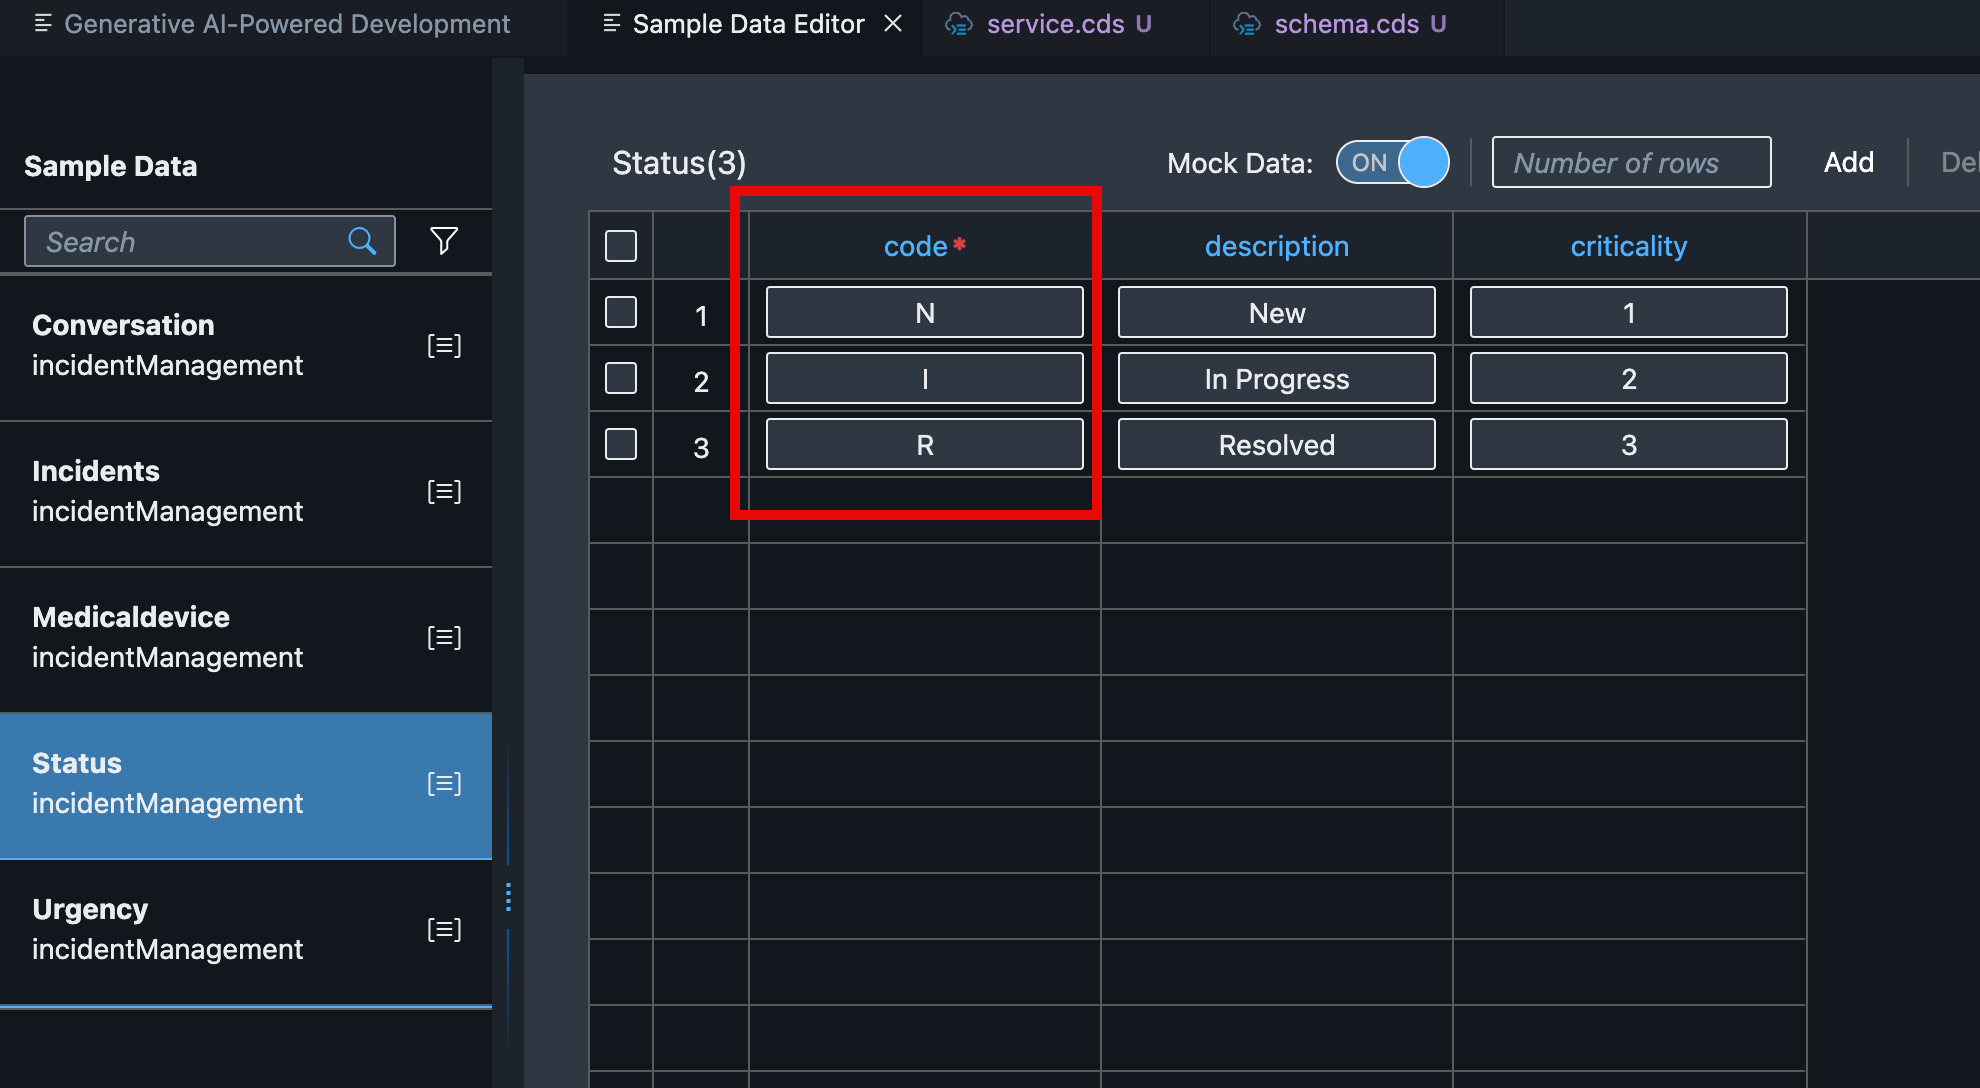 Generative AI-Powered Development
Sample Data Editor
service.cds U
schema.cds U
Sample Data
Search
Conversation
incidentManagement
Incidents
incidentManagement
Medicaldevice
incidentManagement
Status
incidentManagement
Urgency
incidentManagement
Status(3)
Mock Data: ON
Number of rows
Add
code* description criticality
1 N New 1
2 I In Progress 2
3 R Resolved 3